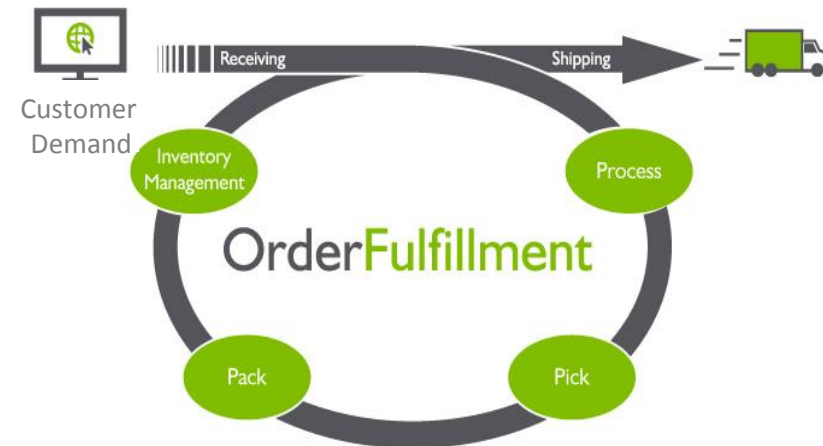 Receiving
Shipping
Customer
Demand
Inventory
Management
Process
OrderFulfillment
Pack
Pick